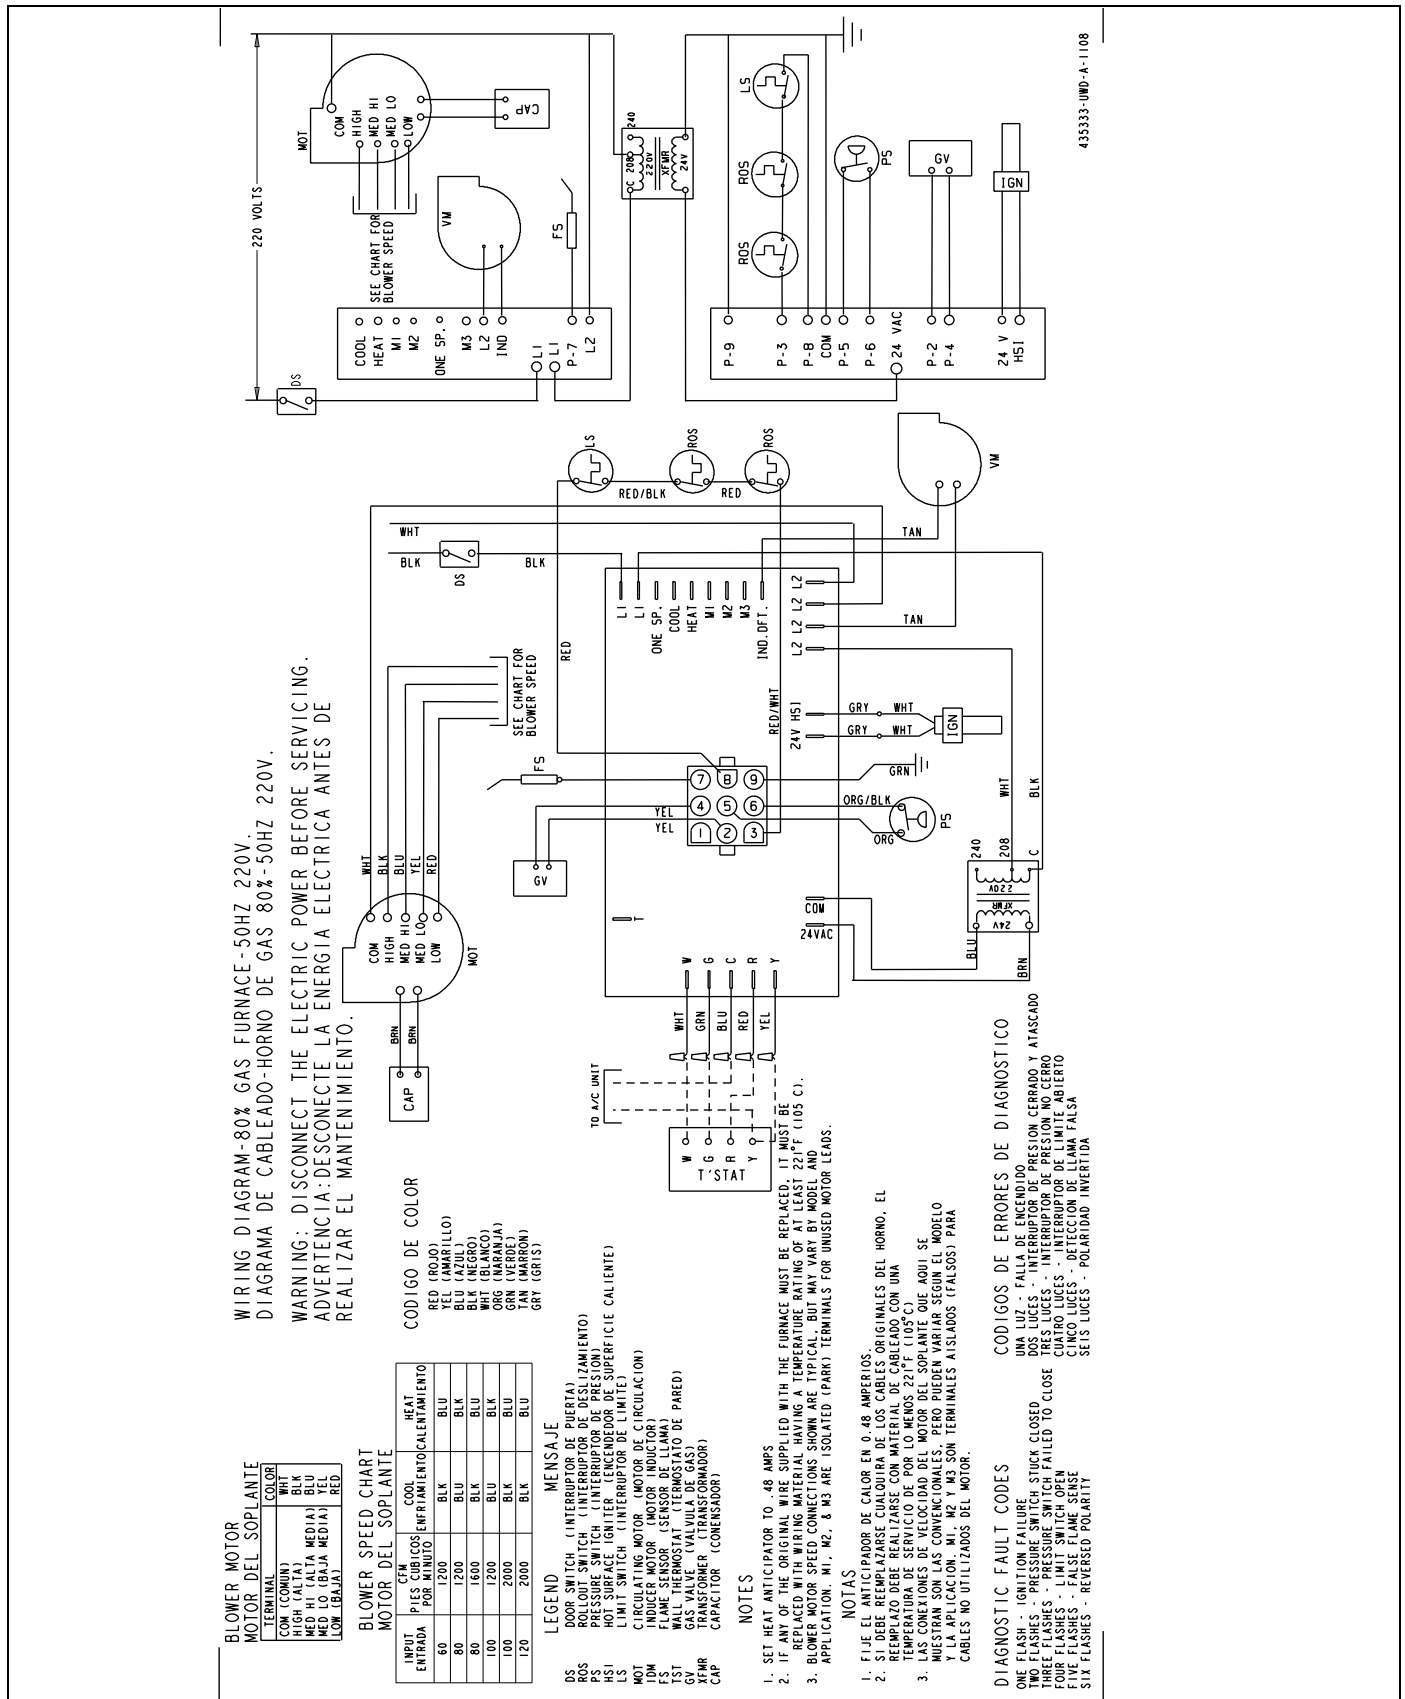 WIRING DIAGRAM-80% GAS FURNACE-50HZ 220V.
DIAGRAMA DE CABLEADO-HORNO DE GAS 80%-50HZ 220V.
WARNING: DISCONNECT THE ELECTRIC POWER BEFORE SERVICING.
ADVERTENCIA:DESCONECTE LA ENERGIA ELECTRICA ANTES DE
REALIZAR EL MANTENIMIENTO.
BLOWER MOTOR
MOTOR DEL SOPLANTE
TERMINAL COLOR
COM (COMUN) WHT
HIGH (ALTA) BLK
MED HI (ALTA MEDIA) BLU
MED LO (BAJA MEDIA) YEL
LOW (BAJA) RED
BLOWER SPEED CHART
MOTOR DEL SOPLANTE
INPUT CFM COOL HEAT
ENTRADA PIES CUBICOS POR MINUTO ENFRIAMIENTO CALENTAMIENTO
60 1200 BLK BLU
80 1200 BLU BLK
80 1600 BLK BLU
100 1200 BLU BLK
100 2000 BLK BLU
120 2000 BLK BLU
CODIGO DE COLOR
RED (ROJO)
YEL (AMARILLO)
BLU (AZUL)
BLK (NEGRO)
WHT (BLANCO)
ORG (NARANJA)
GRN (VERDE)
TAN (MARRON)
GRY (GRIS)
LEGEND MENSAJE
DS DOOR SWITCH (INTERRUPTOR DE PUERTA)
ROS ROLLOUT SWITCH (INTERRUPTOR DE DESLIZAMIENTO)
PS PRESSURE SWITCH (INTERRUPTOR DE PRESION)
HSI HOT SURFACE IGNITER (ENCENDEDOR DE SUPERFICIE CALIENTE)
LS LIMIT SWITCH (INTERRUPTOR DE LIMITE)
MOT CIRCULATING MOTOR (MOTOR DE CIRCULACION)
IDM INDUCER MOTOR (MOTOR INDUCTOR)
FS FLAME SENSOR (SENSOR DE LLAMA)
TST WALL THERMOSTAT (TERMOSTATO DE PARED)
GV GAS VALVE (VALVULA DE GAS)
XFMR TRANSFORMER (TRANSFORMADOR)
CAP CAPACITOR (CONENSADOR)
NOTES
1. SET HEAT ANTICIPATOR TO .48 AMPS
2. IF ANY OF THE ORIGINAL WIRE SUPPLIED WITH THE FURNACE MUST BE REPLACED, IT MUST BE
REPLACED WITH WIRING MATERIAL HAVING A TEMPERATURE RATING OF AT LEAST 221°F (105 C).
3. BLOWER MOTOR SPEED CONNECTIONS SHOWN ARE TYPICAL, BUT MAY VARY BY MODEL AND
APPLICATION. M1, M2, & M3 ARE ISOLATED (PARK) TERMINALS FOR UNUSED MOTOR LEADS.
NOTAS
1. FIJE EL ANTICIPADOR DE CALOR EN 0.48 AMPERIOS.
2. SI DEBE REEMPLAZARSE CUALQUIRA DE LOS CABLES ORIGINALES DEL HORNO, EL
REEMPLAZO DEBE REALIZARSE CON MATERIAL DE CABLEADO CON UNA
TEMPERATURA DE SERVICIO DE POR LO MENOS 221°F (105°C)
3. LAS CONEXIONES DE VELOCIDAD DEL MOTOR DEL SOPLANTE QUE AQUI SE
MUESTRAN SON LAS CONVENCIONALES, PERO PUEDEN VARIAR SEGUN EL MODELO
Y LA APLICACION. M1, M2 Y M3 SON TERMINALES AISLADOS (FALSOS) PARA
CABLES NO UTILIZADOS DEL MOTOR.
DIAGNOSTIC FAULT CODES
ONE FLASH - IGNITION FAILURE
TWO FLASHES - PRESSURE SWITCH STUCK CLOSED
THREE FLASHES - PRESSURE SWITCH FAILED TO CLOSE
FOUR FLASHES - LIMIT SWITCH OPEN
FIVE FLASHES - FALSE FLAME SENSE
SIX FLASHES - REVERSED POLARITY
CODIGOS DE ERRORES DE DIAGNOSTICO
UNA LUZ - FALLA DE ENCENDIDO
DOS LUCES - INTERRUPTOR DE PRESION CERRADO Y ATASCADO
TRES LUCES - INTERRUPTOR DE PRESION NO CERRO
CUATRO LUCES - INTERRUPTOR DE LIMITE ABIERTO
CINCO LUCES - DETECCION DE LLAMA FALSA
SEIS LUCES - POLARIDAD INVERTIDA
CAP
BRN
BRN
COM
HIGH
MED HI
MED LO
LOW
MOT
WHT
BLK
BLU
YEL
RED
SEE CHART FOR
BLOWER SPEED
WHT
BLK
DS
BLK
RED
LS
RED/BLK
ROS
RED
ROS
GV
FS
YEL
YEL
7 8 9
4 5 6
1 2 3
L1
L1
ONE SP.
COOL
HEAT
M1
M2
M3
IND.DFT.
L2
L2
L2
L2
TAN
TAN
VM
RED/WHT
24V HSI
GRY WHT
GRY WHT
IGN
GRN
ORG/BLK
ORG
PS
T
COM
24VAC
W
G
C
R
Y
WHT
GRN
BLU
RED
YEL
TO A/C UNIT
W
G
R
Y
T'STAT
WHT
BLK
240
208
C
220V
XFMR
24V
BLU
BRN
220 VOLTS
DS
MOT
COM
HIGH
MED HI
MED LO
LOW
CAP
SEE CHART FOR
BLOWER SPEED
VM
FS
COOL
HEAT
M1
M2
ONE SP.
M3
L2
IND
L1
L1
P-7
L2
C 208 240
220V
XFMR
24V
LS
ROS
ROS
PS
GV
IGN
P-9
P-3
P-8
COM
P-5
P-6
24 VAC
P-2
P-4
24 V
HSI
435333-UWD-A-1108